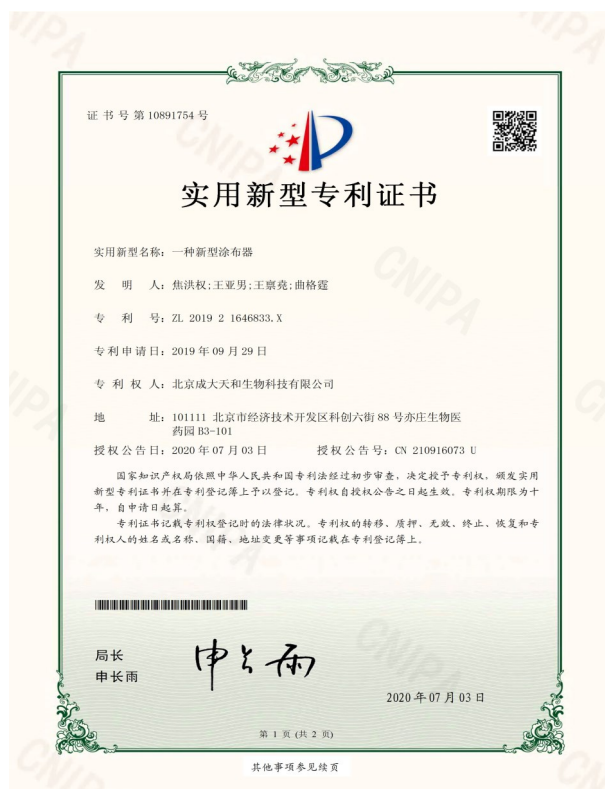 证书号第10891754号
实用新型专利证书
实用新型名称：一种新型涂布器
发明人：焦洪权;王亚男;王禀尧;曲格霆
专利号：ZL 2019 2 1646833.X
专利申请日：2019年09月29日
专利权人：北京成大天和生物科技有限公司
地址：101111 北京市经济技术开发区科创六街88号亦庄生物医
药园B3-101
授权公告日：2020年07月03日 授权公告号：CN 210916073 U
国家知识产权局依照中华人民共和国专利法经过初步审查，决定授予专利权，颁发实用
新型专利证书并在专利登记簿上予以登记。专利权自授权公告之日起生效。专利权期限为十
年，自申请日起算。
专利证书记载专利权登记时的法律状况。专利权的转移、质押、无效、终止、恢复和专
利权人的姓名或名称、国籍、地址变更等事项记载在专利登记簿上。
局长
申长雨
申长雨
2020年07月03日
第 1 页 (共 2 页)
其他事项参见续页
CNIPA
CNIPA
CNIPA
CNIPA
CNIPA